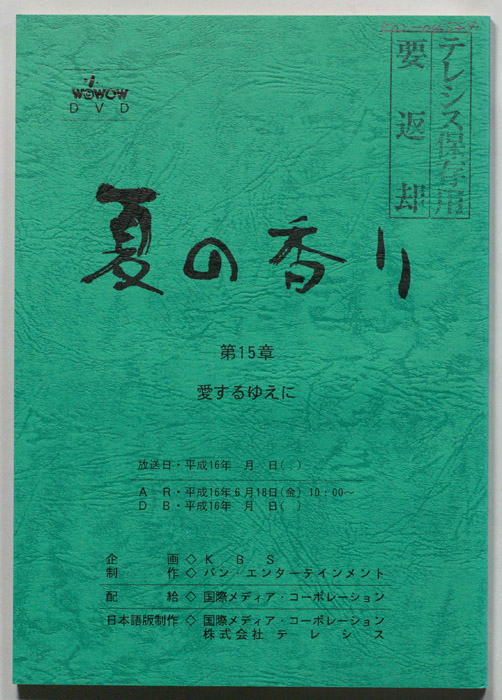 テレシス保存用
要返却
WOWOW
DVD
夏の香り
第15章
愛するゆえに
放送日・平成16年　月　日(　)
A　R・平成16年6月18日(金) 10:00～
D　B・平成16年　月　日(　)
企　画◇KBS
制　作◇パン・エンターテインメント
配　給◇国際メディア・コーポレーション
日本語版制作◇国際メディア・コーポレーション
株式会社テレシス